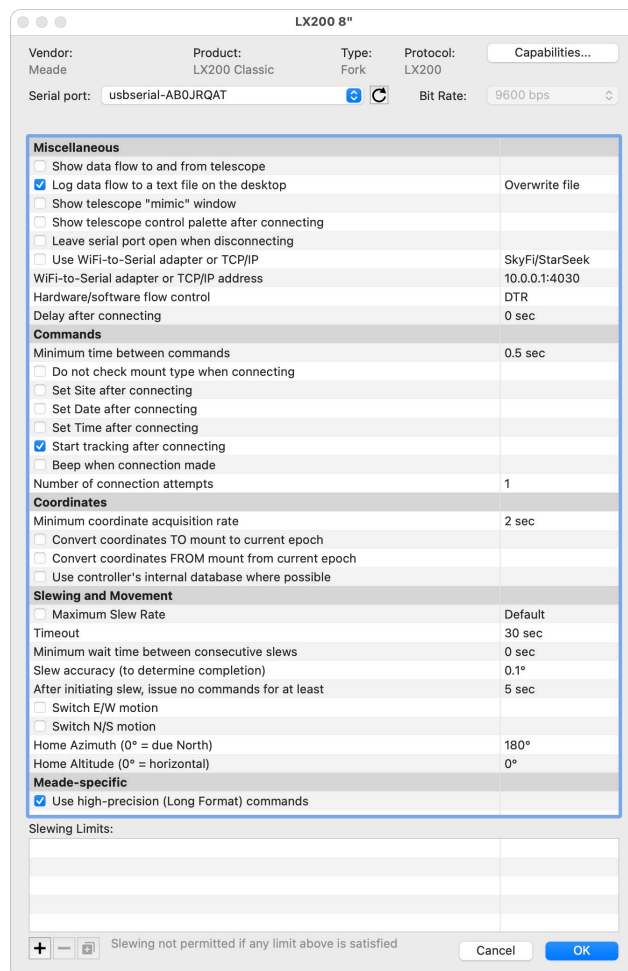 LX200 8"
Vendor: Product: Type: Protocol: Capabilities...
Meade LX200 Classic Fork LX200
Serial port: usbserial-AB0JRQAT Bit Rate: 9600 bps
Miscellaneous
Show data flow to and from telescope
Log data flow to a text file on the desktop Overwrite file
Show telescope "mimic" window
Show telescope control palette after connecting
Leave serial port open when disconnecting
Use WiFi-to-Serial adapter or TCP/IP SkyFi/StarSeek
WiFi-to-Serial adapter or TCP/IP address 10.0.0.1:4030
Hardware/software flow control DTR
Delay after connecting 0 sec
Commands
Minimum time between commands 0.5 sec
Do not check mount type when connecting
Set Site after connecting
Set Date after connecting
Set Time after connecting
Start tracking after connecting
Beep when connection made
Number of connection attempts 1
Coordinates
Minimum coordinate acquisition rate 2 sec
Convert coordinates TO mount to current epoch
Convert coordinates FROM mount from current epoch
Use controller's internal database where possible
Slewing and Movement
Maximum Slew Rate Default
Timeout 30 sec
Minimum wait time between consecutive slews 0 sec
Slew accuracy (to determine completion) 0.1°
After initiating slew, issue no commands for at least 5 sec
Switch E/W motion
Switch N/S motion
Home Azimuth (0° = due North) 180°
Home Altitude (0° = horizontal) 0°
Meade-specific
Use high-precision (Long Format) commands
Slewing Limits:
Slewing not permitted if any limit above is satisfied
Cancel OK